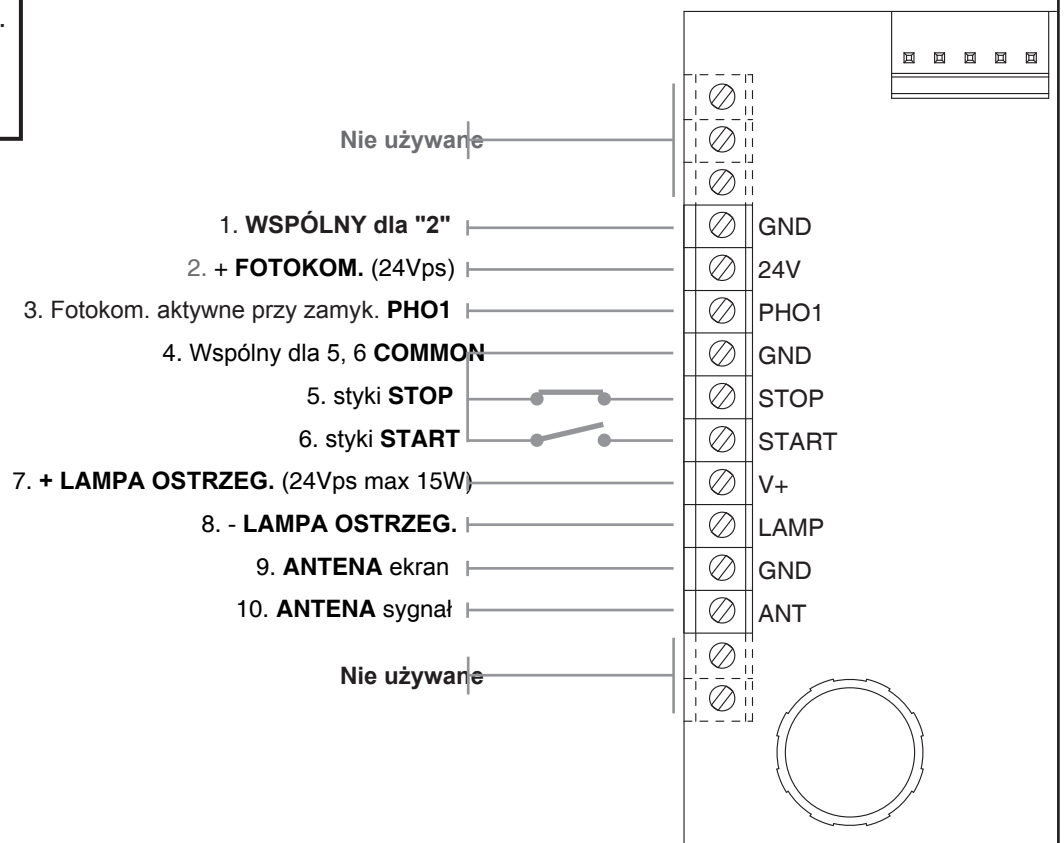 .
Nie używane
1. WSPÓLNY dla "2" GND
2. + FOTOKOM. (24Vps) 24V
3. Fotokom. aktywne przy zamyk. PHO1 PHO1
4. Wspólny dla 5, 6 COMMON GND
5. styki STOP STOP
6. styki START START
7. + LAMPA OSTRZEG. (24Vps max 15W) V+
8. - LAMPA OSTRZEG. LAMP
9. ANTENA ekran GND
10. ANTENA sygnał ANT
Nie używane